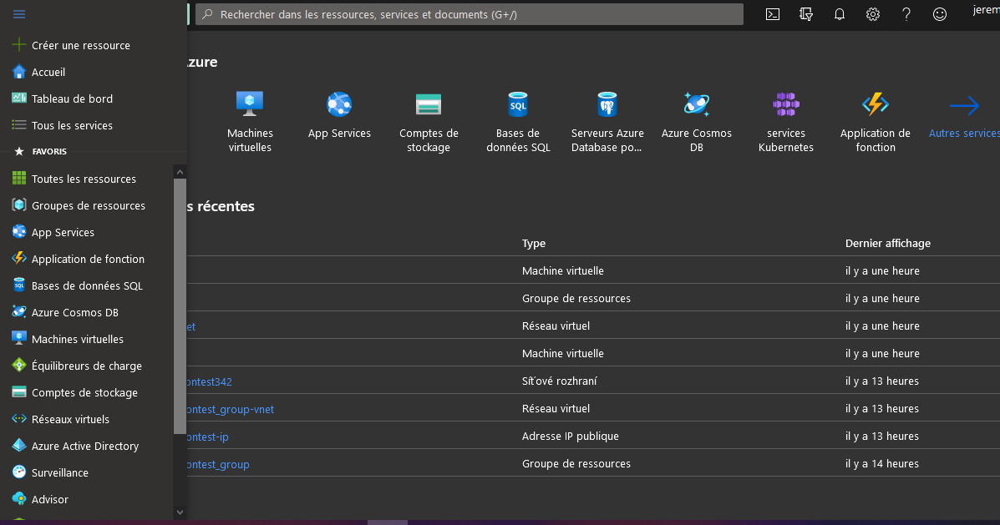 Rechercher dans les ressources, services et documents (G+/)
jerem
Créer une ressource
Accueil
Tableau de bord
Tous les services
FAVORIS
Toutes les ressources
Groupes de ressources
App Services
Application de fonction
Bases de données SQL
Azure Cosmos DB
Machines virtuelles
Équilibreurs de charge
Comptes de stockage
Réseaux virtuels
Azure Active Directory
Surveillance
Advisor
zure
Machines
virtuelles
App Services
Comptes de
stockage
SQL
Bases de
données SQL
Serveurs Azure
Database po...
Azure Cosmos
DB
services
Kubernetes
Application de
fonction
Autres services
s récentes
Type Dernier affichage
Machine virtuelle il y a une heure
Groupe de ressources il y a une heure
et Réseau virtuel il y a une heure
Machine virtuelle il y a une heure
ontest342 Síťové rozhraní il y a 13 heures
ontest_group-vnet Réseau virtuel il y a 13 heures
ontest-ip Adresse IP publique il y a 13 heures
ontest_group Groupe de ressources il y a 14 heures